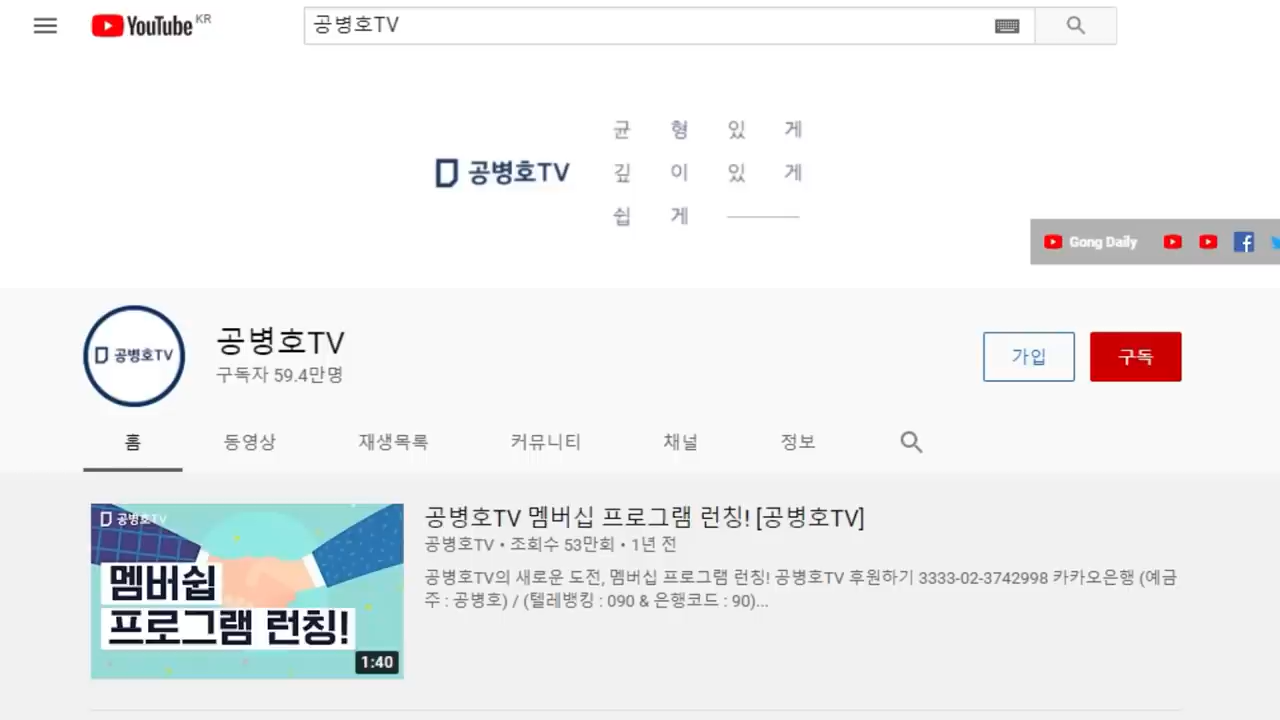 YouTube KR
공병호TV
균 형 있 게
공병호TV
깊 이 있 게
쉽 게
Gong Daily
공병호TV
공병호TV
구독자 59.4만명
가입
구독
홈 동영상 재생목록 커뮤니티 채널 정보
공병호TV
멤버쉽
프로그램 런칭!
1:40
공병호TV 멤버십 프로그램 런칭! [공병호TV]
공병호TV • 조회수 53만회 • 1년 전
공병호TV의 새로운 도전, 멤버십 프로그램 런칭! 공병호TV 후원하기 3333-02-3742998 카카오은행 (예금
주 : 공병호) / (텔레뱅킹 : 090 & 은행코드 : 90)...